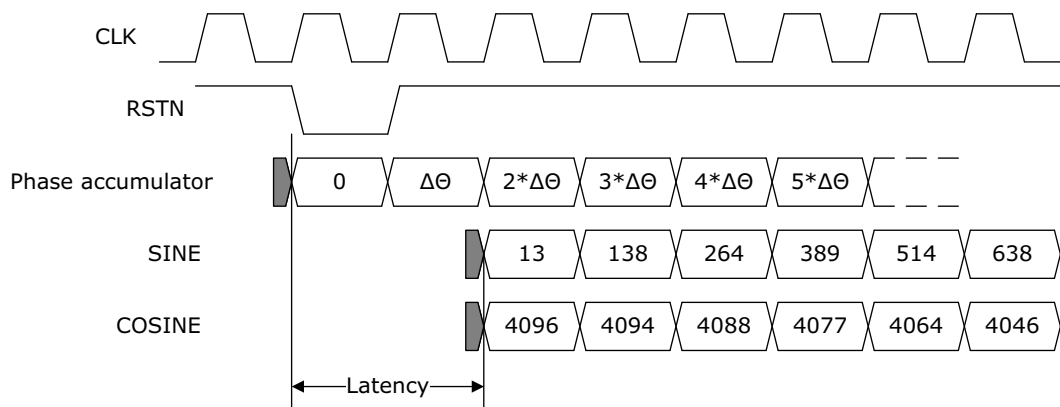 CLK
RSTN
Phase accumulator 0 ΔΘ 2*ΔΘ 3*ΔΘ 4*ΔΘ 5*ΔΘ
SINE 13 138 264 389 514 638
COSINE 4096 4094 4088 4077 4064 4046
Latency